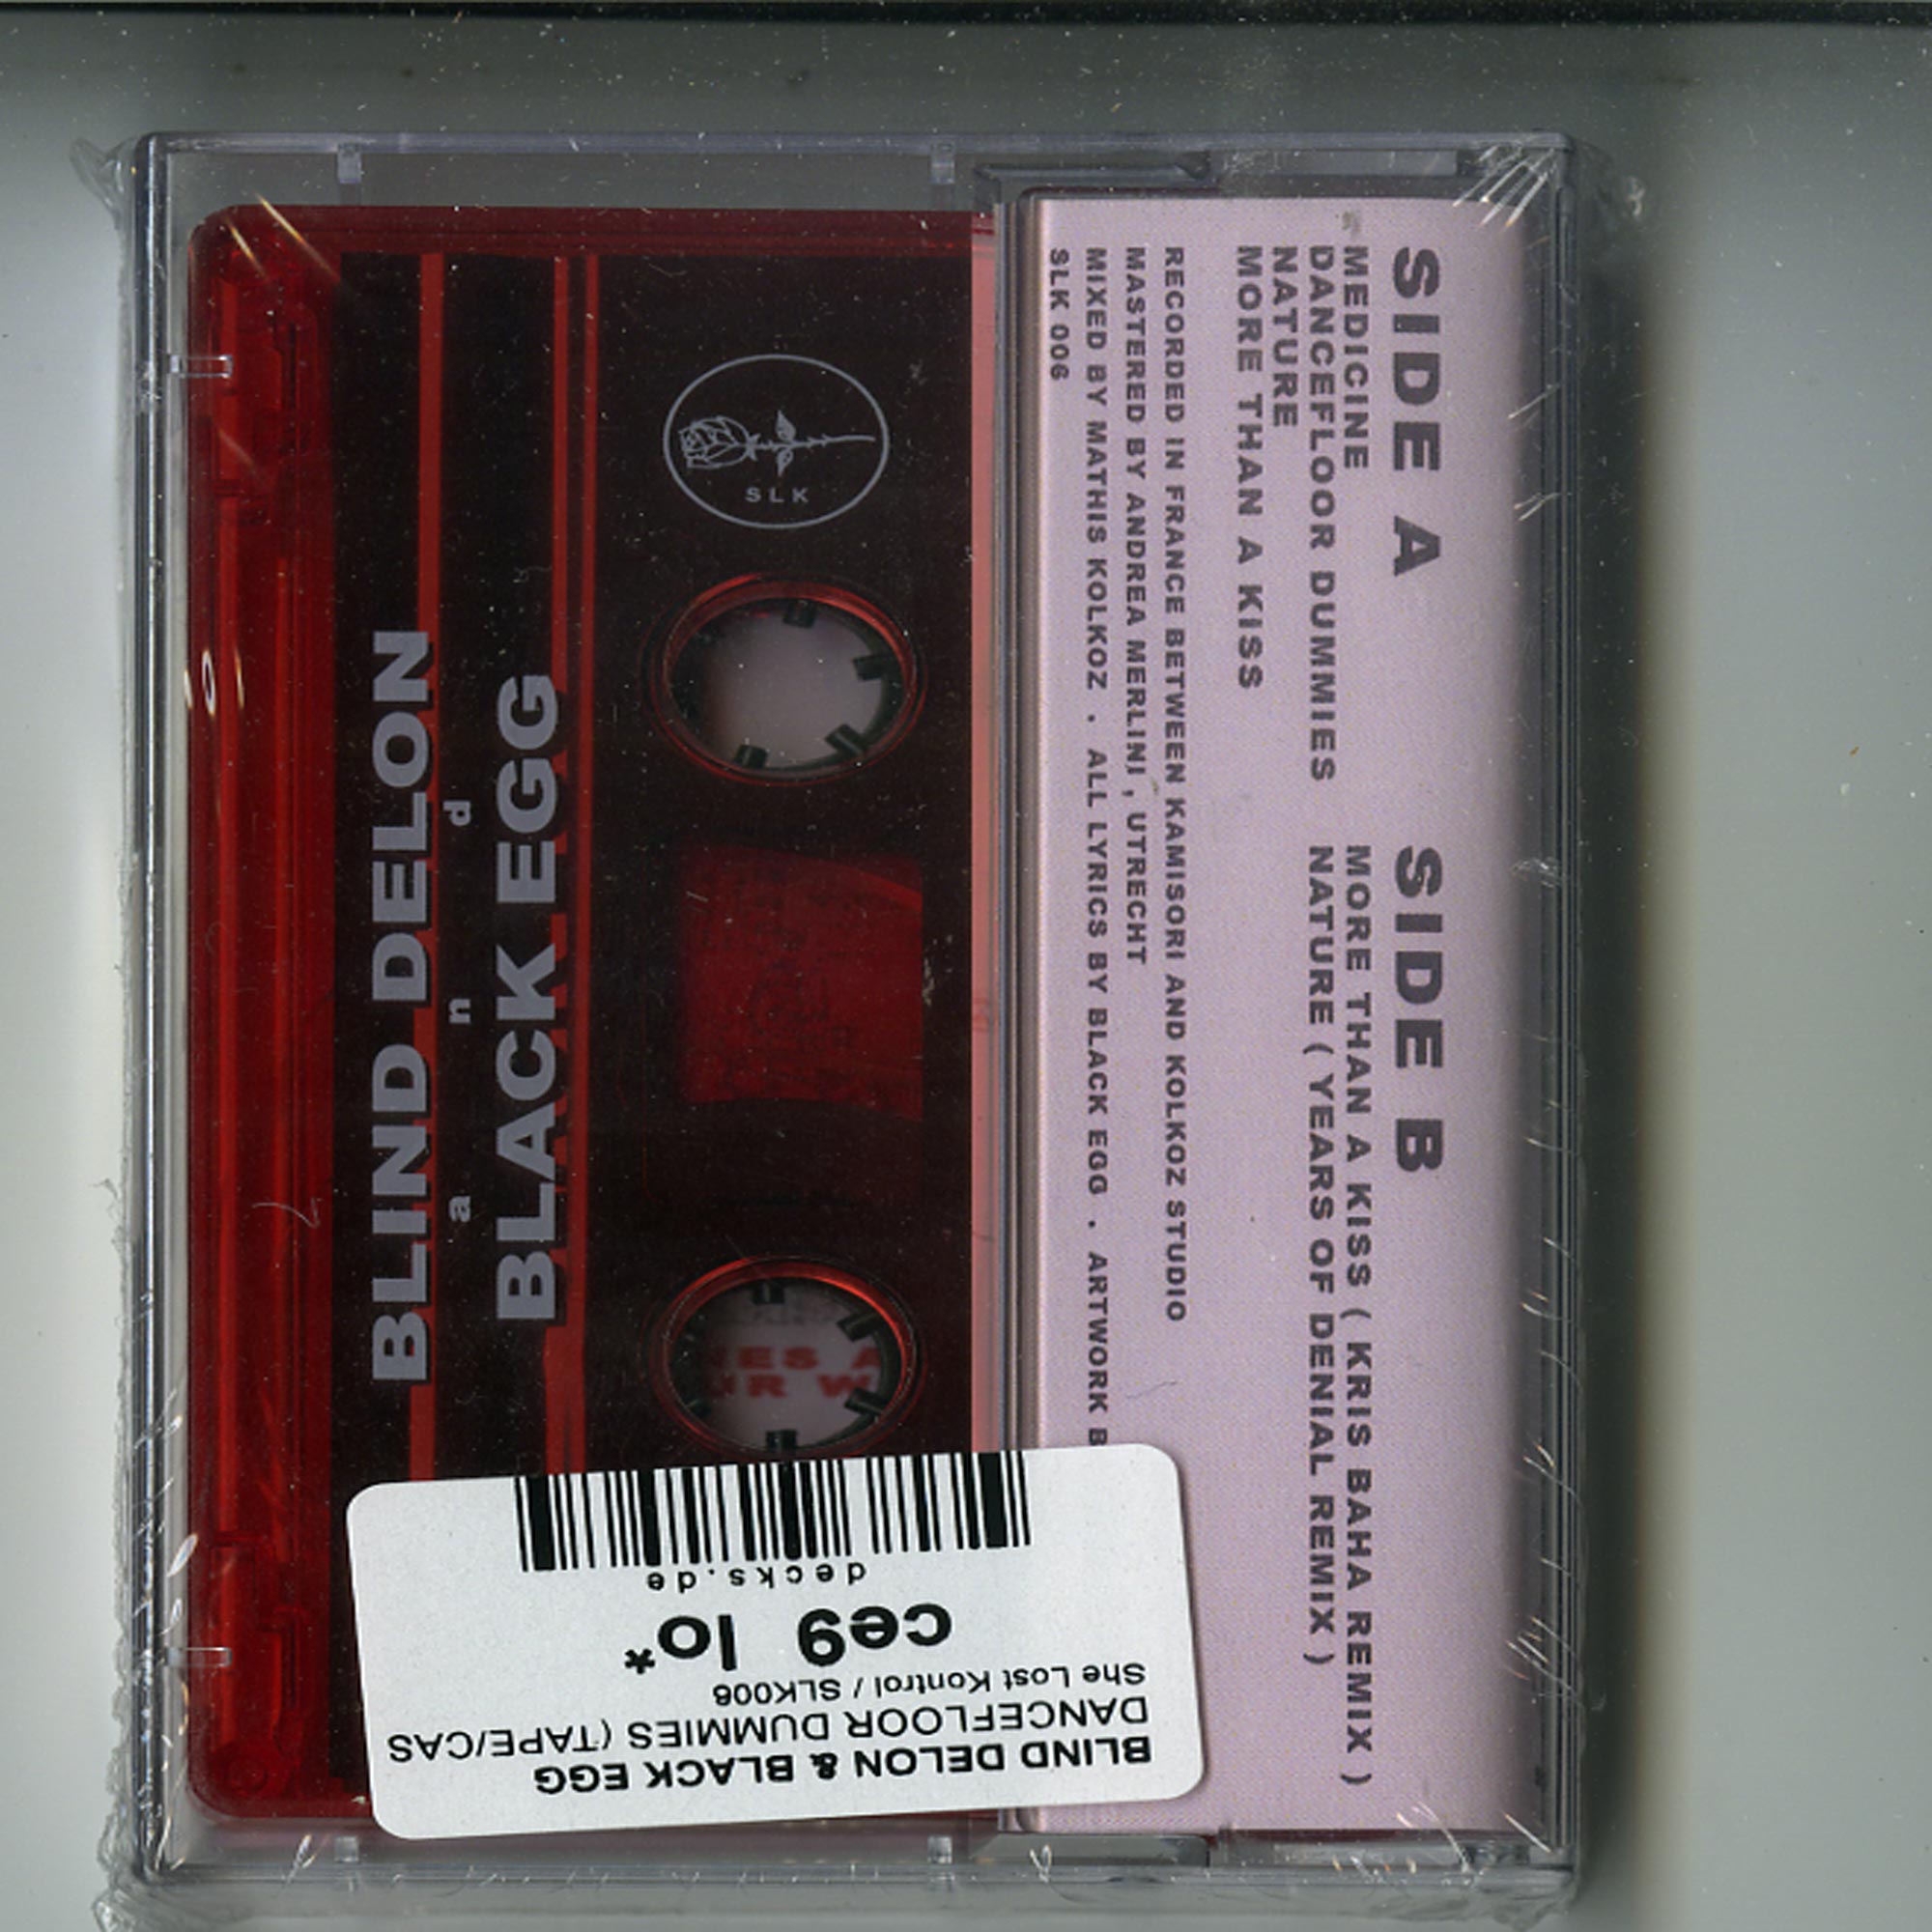 SIDE A
MEDICINE
DANCEFLOOR DUMMIES
NATURE
MORE THAN A KISS
SIDE B
MORE THAN A KISS ( KRIS BAHA REMIX )
NATURE ( YEARS OF DENIAL REMIX )
RECORDED IN FRANCE BETWEEN KAMISORI AND KOLKOZ STUDIO
MASTERED BY ANDREA MERLINI , UTRECHT
MIXED BY MATHIS KOLKOZ . ALL LYRICS BY BLACK EGG . ARTWORK
SLK 006
SLK
BLIND DELON
and
BLACK EGG
BLIND DELON & BLACK EGG
DANCEFLOOR DUMMIES (TAPE/CAS
She Lost Kontrol / SLK006
ce9 lo*
decks.de